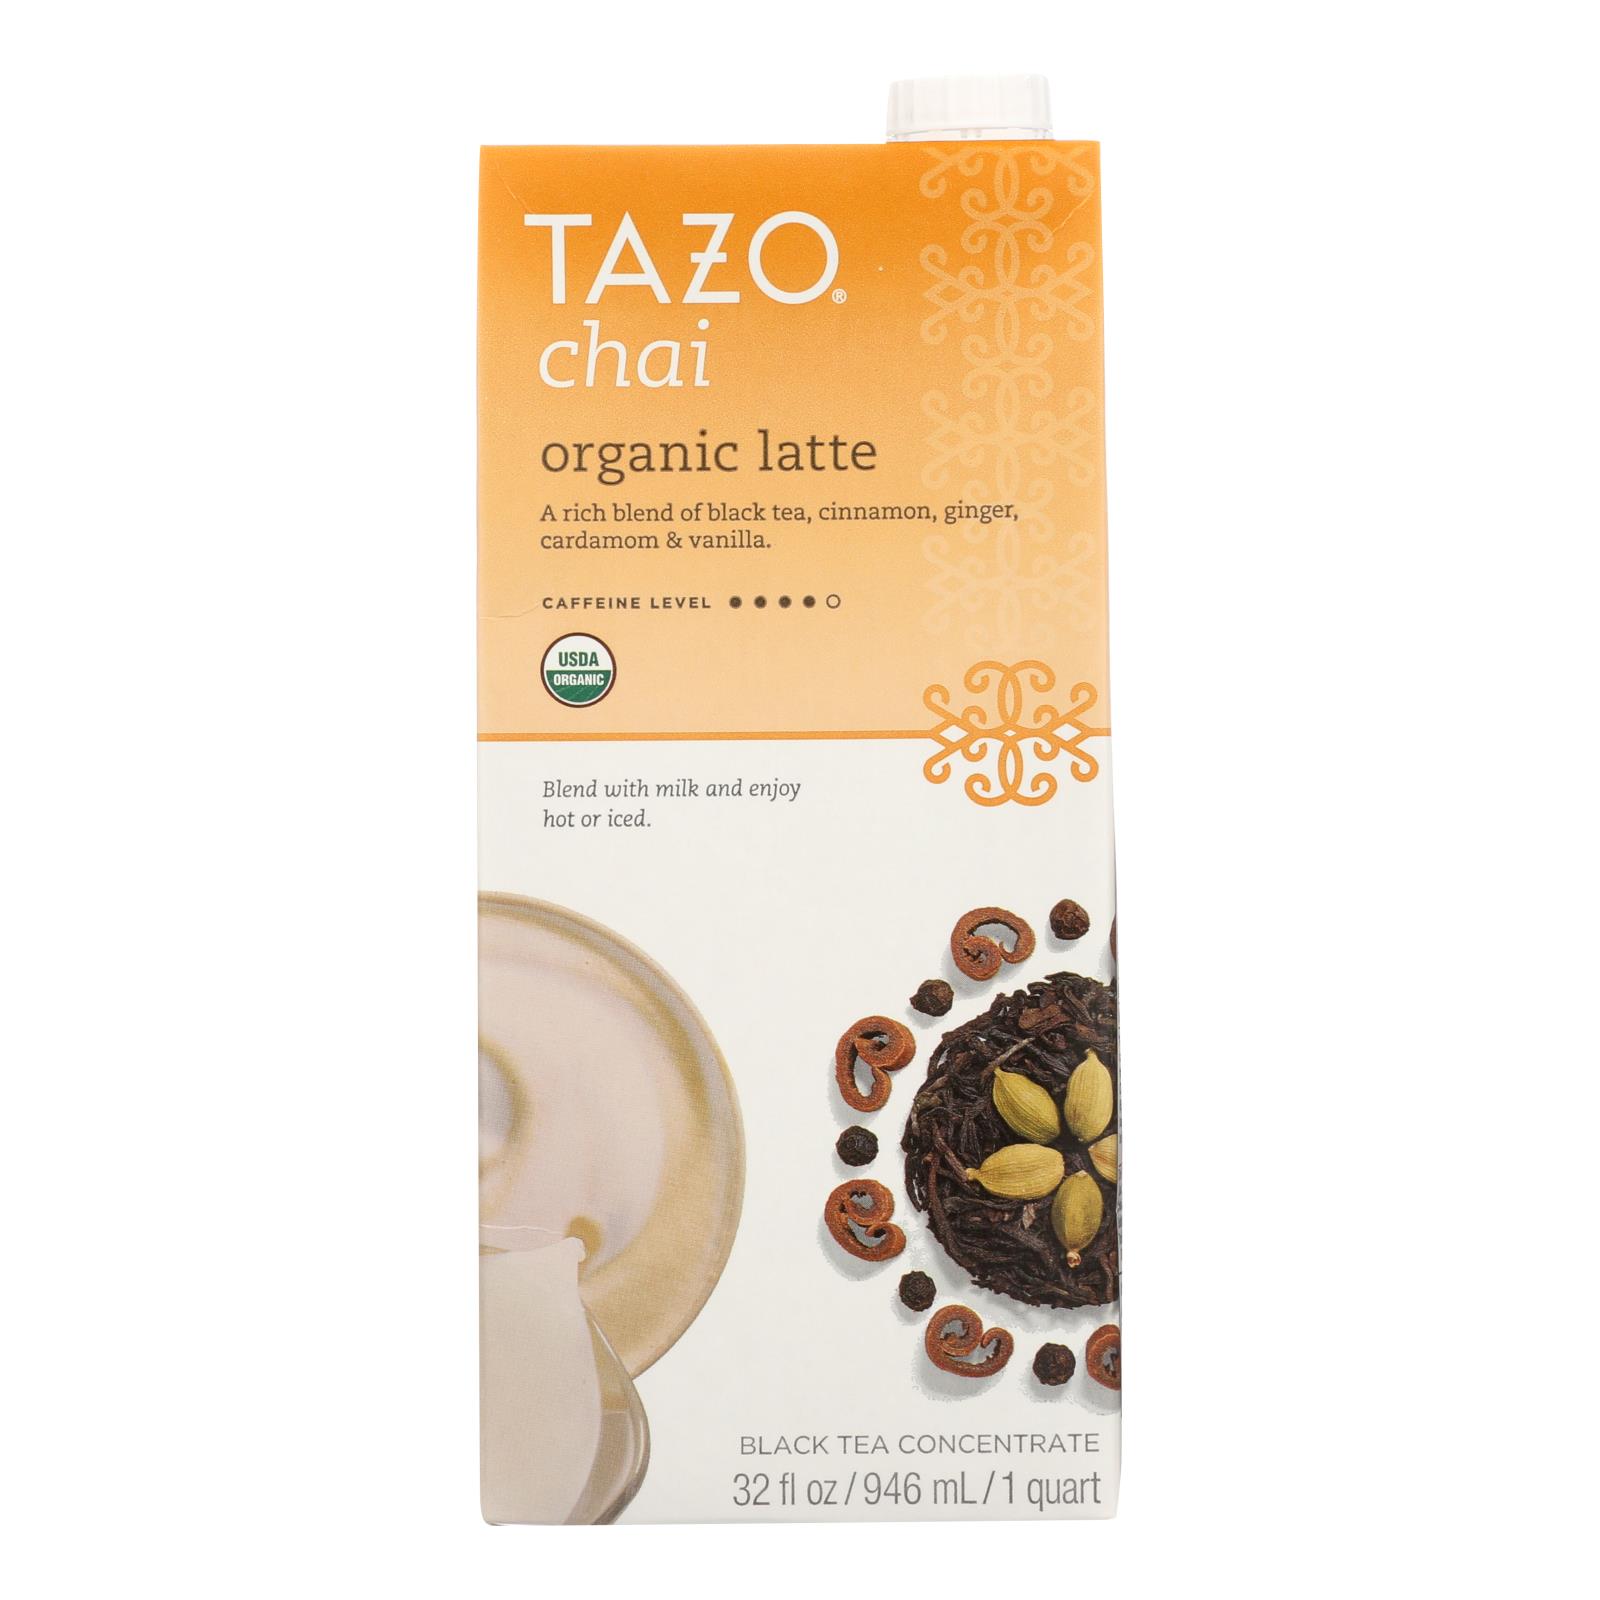 TAZO®
chai
organic latte
A rich blend of black tea, cinnamon, ginger,
cardamom & vanilla.
CAFFEINE LEVEL
USDA
ORGANIC
Blend with milk and enjoy
hot or iced.
BLACK TEA CONCENTRATE
32 fl oz / 946 mL / 1 quart